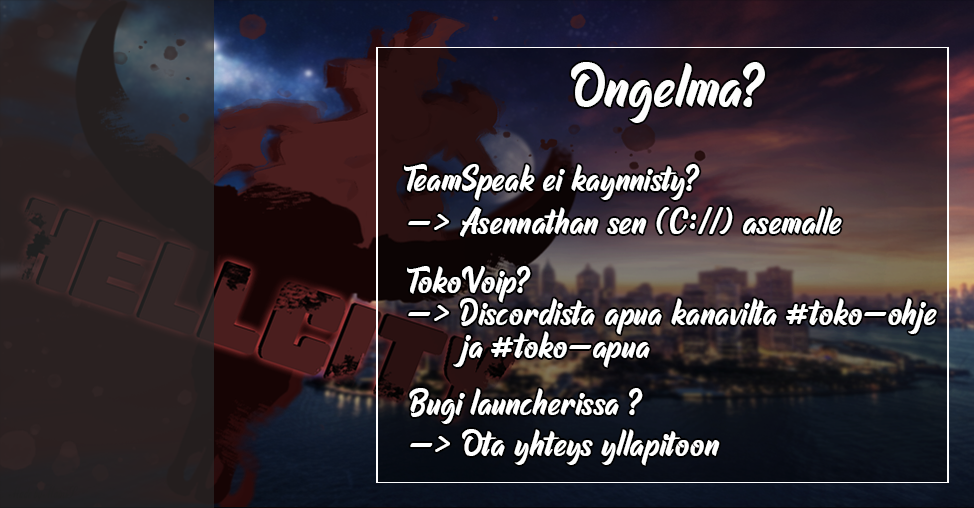 HELLCITY
Ongelma?
TeamSpeak ei kaynnisty?
—> Asennathan sen (C://) asemalle
TokoVoip?
—> Discordista apua kanavilta #toko-ohje
ja #toko-apua
Bugi launcherissa ?
—> Ota yhteys yllapitoon